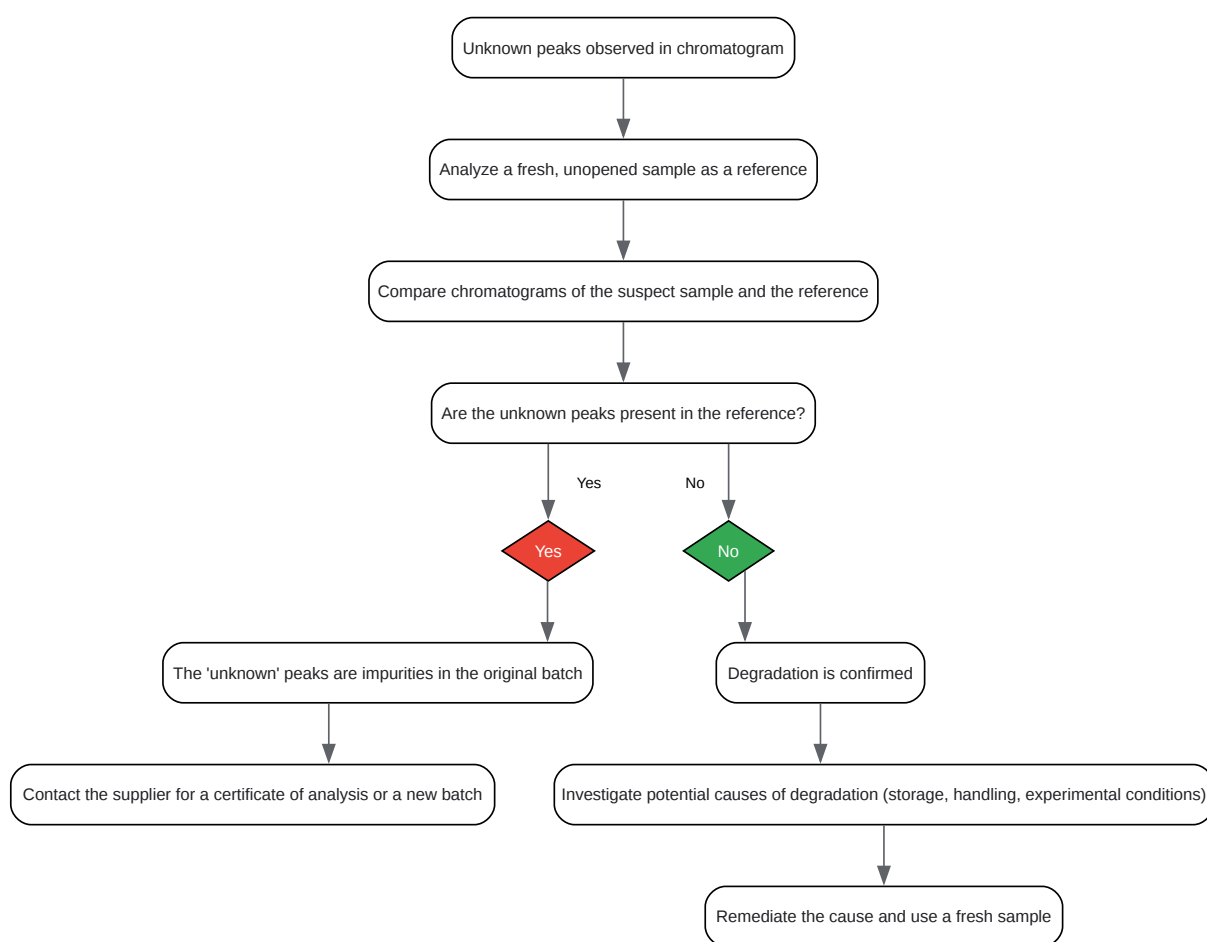 Unknown peaks observed in chromatogram
Analyze a fresh, unopened sample as a reference
Compare chromatograms of the suspect sample and the reference
Are the unknown peaks present in the reference?
Yes
No
Yes
No
The 'unknown' peaks are impurities in the original batch
Degradation is confirmed
Contact the supplier for a certificate of analysis or a new batch
Investigate potential causes of degradation (storage, handling, experimental conditions)
Remediate the cause and use a fresh sample